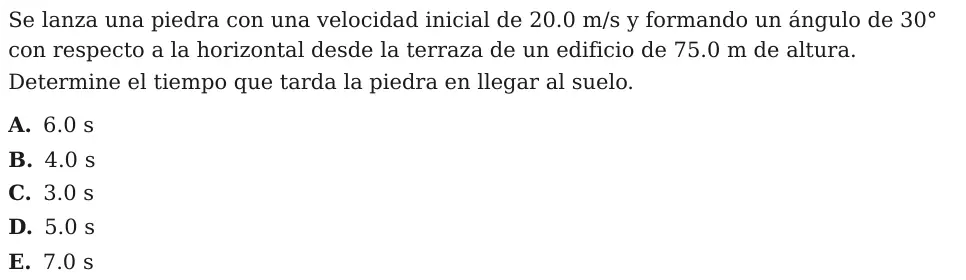 Se lanza una piedra con una velocidad inicial de 20.0 m/s y formando un ángulo de 30°
con respecto a la horizontal desde la terraza de un edificio de 75.0 m de altura.
Determine el tiempo que tarda la piedra en llegar al suelo.
A. 6.0 s
B. 4.0 s
C. 3.0 s
D. 5.0 s
E. 7.0 s